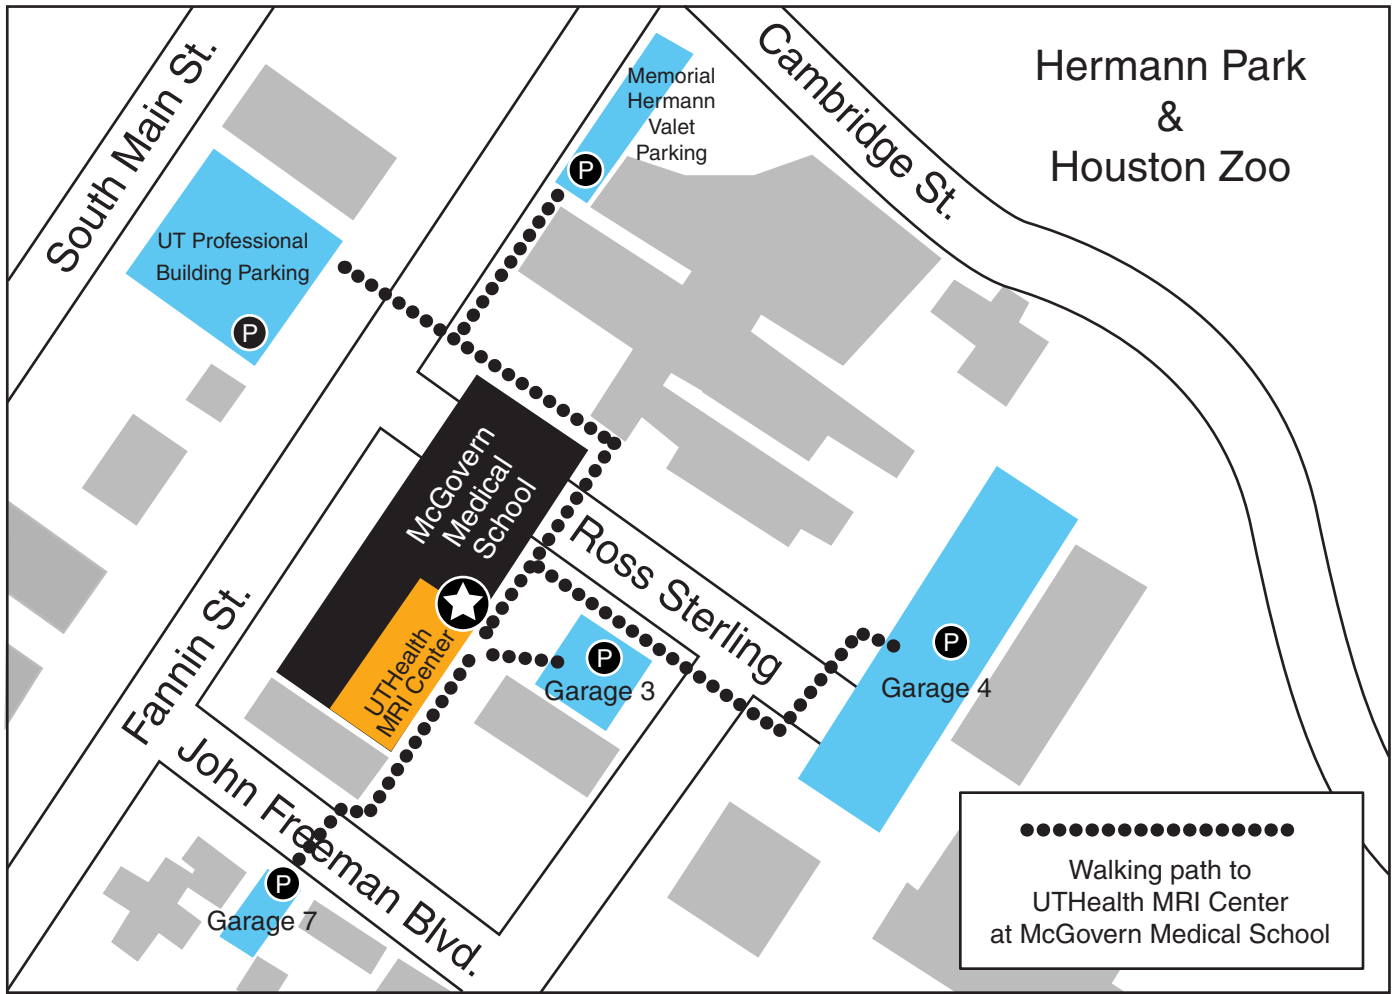 South Main St.
Memorial
Hermann
Valet
Parking
P
Cambridge St.
Hermann Park
&
Houston Zoo
UT Professional
Building Parking
P
McGovern
Medical
School
Ross Sterling
UTHealth
MRI Center
P
Garage 3
P
Garage 4
Fannin St.
John Freeman Blvd.
P
Garage 7
Walking path to
UTHealth MRI Center
at McGovern Medical School